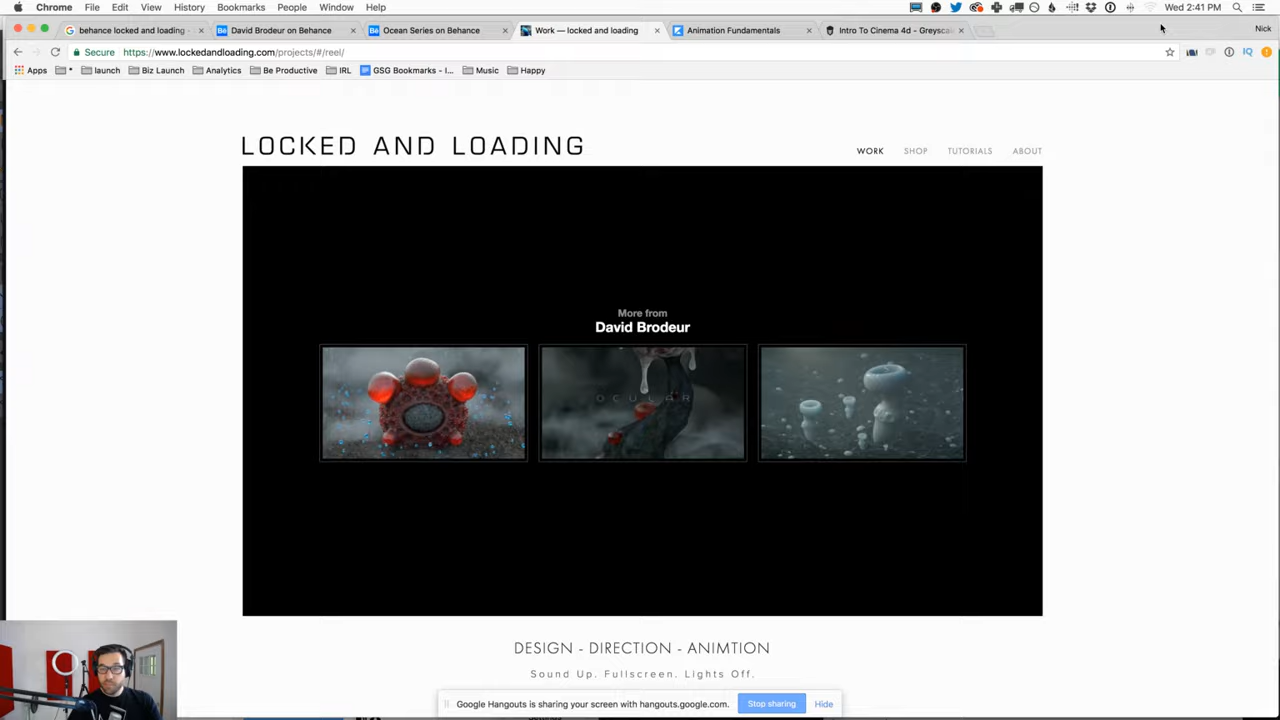 Chrome File Edit View History Bookmarks People Window Help Wed 2:41 PM
behance locked and loading David Brodeur on Behance Ocean Series on Behance Work — locked and loading Animation Fundamentals Intro To Cinema 4d - Greysca Nick
Secure https://www.lockedandloading.com/projects/#/reel/
Apps * launch Biz Launch Analytics Be Productive IRL GSG Bookmarks - I... Music Happy
LOCKED AND LOADING
WORK SHOP TUTORIALS ABOUT
More from
David Brodeur
OCULAR
DESIGN - DIRECTION - ANIMTION
Sound Up. Fullscreen. Lights Off.
Google Hangouts is sharing your screen with hangouts.google.com. Stop sharing Hide